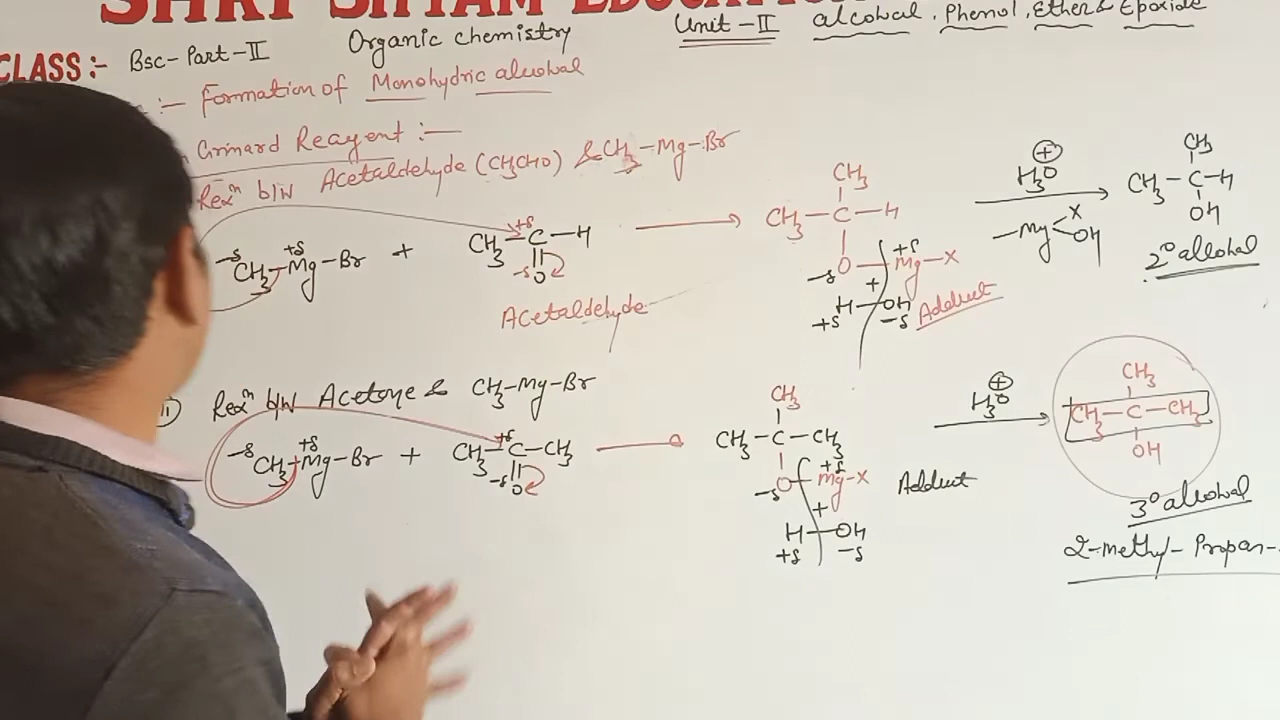 SHRI SHYAM EDUCATION
CLASS:- Bsc-Part-II Organic chemistry Unit-II alcohal, Phenol, Ether & Epoxide
:- Formation of Monohydric alcohal
Grinard Reagent :-
Rexⁿ b/w Acetaldehyde (CH3CHO) & CH3-Mg-Br
-δ CH3-Mg-Br +δ + CH3-C-H +δ O -δ
Acetaldehyde
CH3
CH3-C-H
-δ O Mg-X +δ
+
H-OH
+δ -δ
Adduct
H3O ⊕
-Mg X OH
CH3
CH3-C-H
OH
2° alcohal
ii) Rexⁿ b/w Acetone & CH3-Mg-Br
-δ CH3-Mg-Br +δ + CH3-C-CH3 +δ O -δ
CH3
CH3-C-CH3
-δ O Mg-X +δ
+
H-OH
+δ -δ
Adduct
H3O ⊕
CH3
CH3-C-CH3
OH
3° alcohal
2-methyl-Propan-